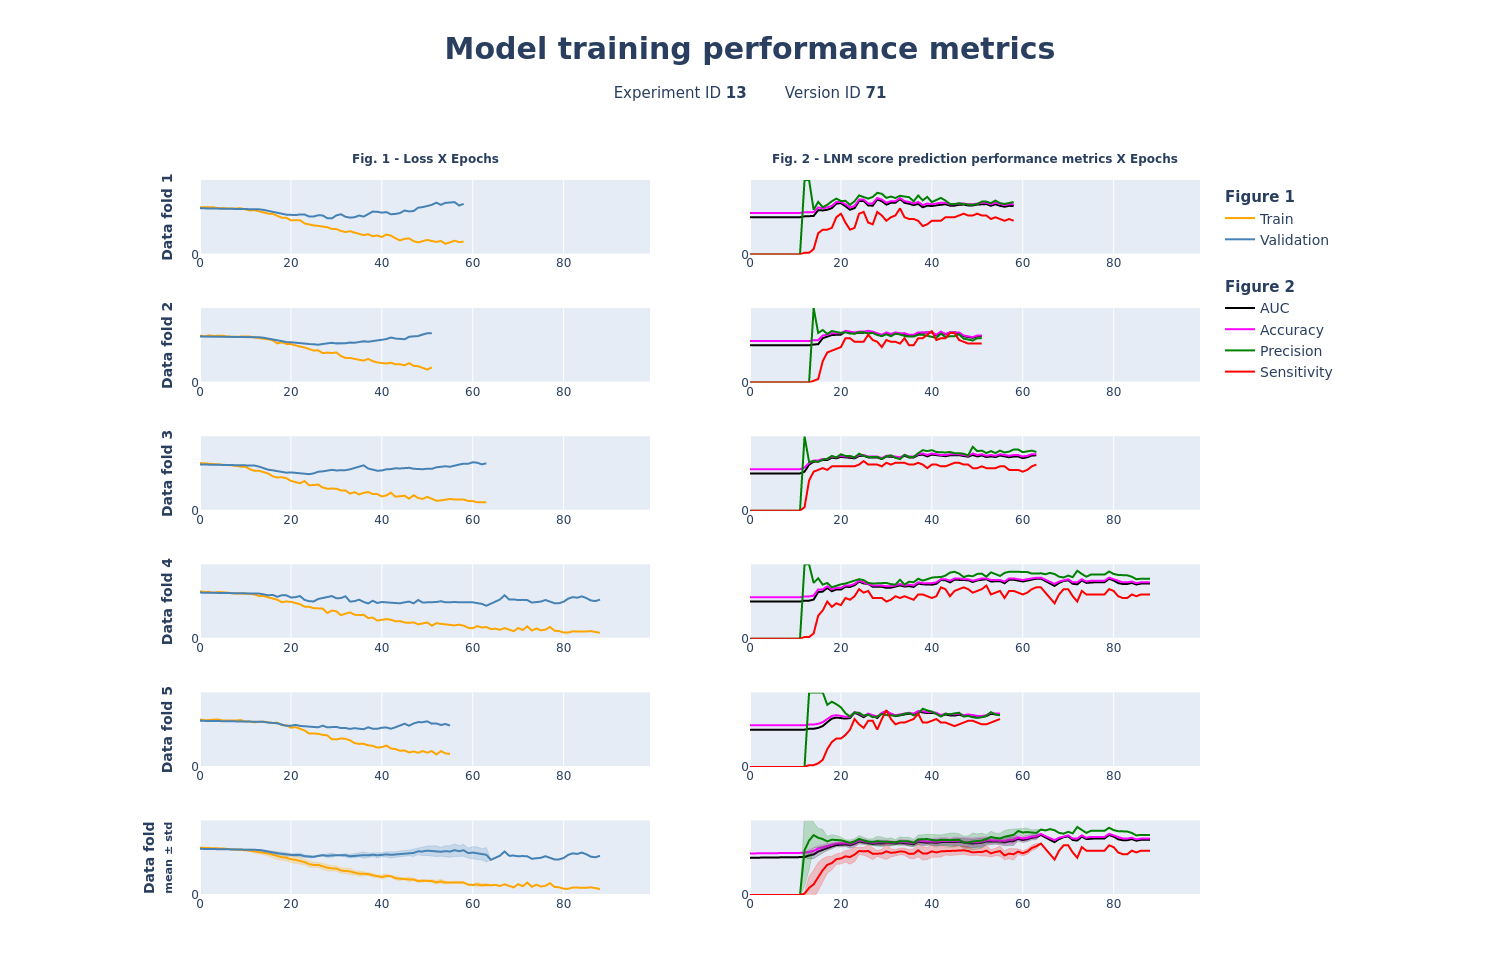 Model training performance metrics
Experiment ID 13 Version ID 71
Fig. 1 - Loss X Epochs
Fig. 2 - LNM score prediction performance metrics X Epochs
Data fold 1
0
0 20 40 60 80
0
0 20 40 60 80
Figure 1
Train
Validation
Figure 2
AUC
Accuracy
Precision
Sensitivity
Data fold 2
0
0 20 40 60 80
0
0 20 40 60 80
Data fold 3
0
0 20 40 60 80
0
0 20 40 60 80
Data fold 4
0
0 20 40 60 80
0
0 20 40 60 80
Data fold 5
0
0 20 40 60 80
0
0 20 40 60 80
Data fold
mean ± std
0
0 20 40 60 80
0
0 20 40 60 80